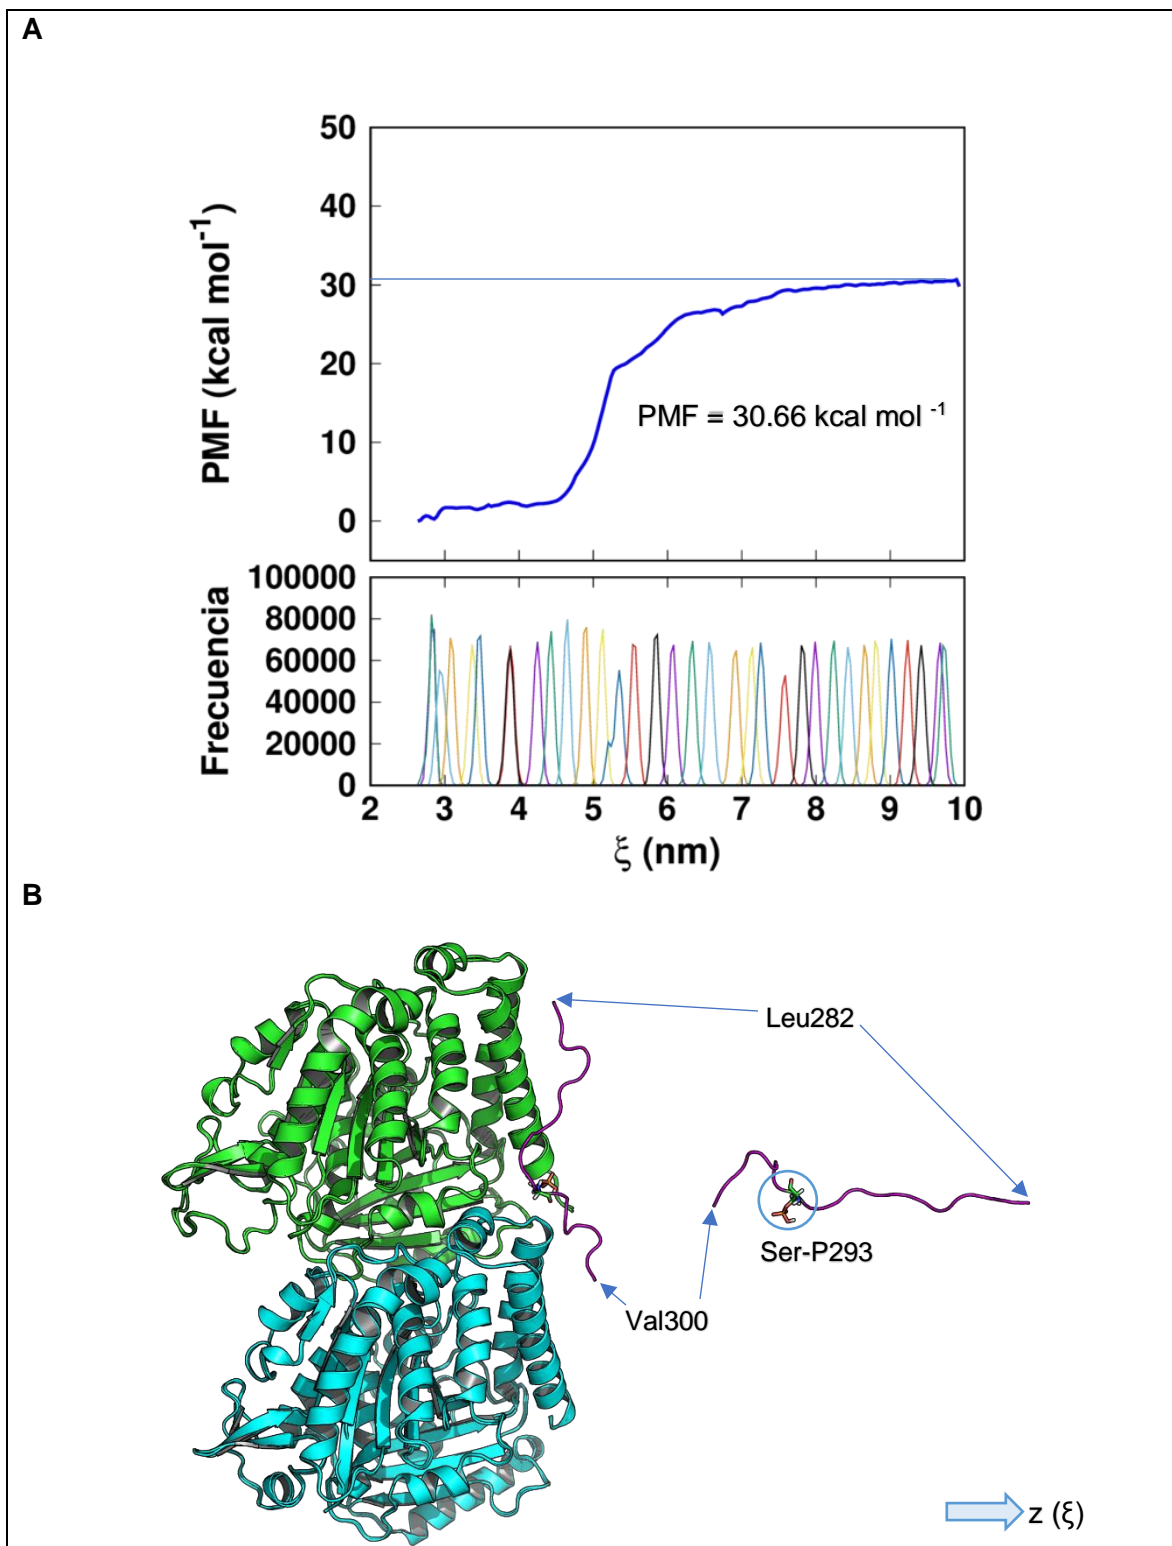 A
50
40
30
20
10
0
PMF (kcal mol-1)
PMF = 30.66 kcal mol -1
100000
80000
60000
40000
20000
0
Frecuencia
2 3 4 5 6 7 8 9 10
ξ (nm)
B
Leu282
Ser-P293
Val300
z (ξ)